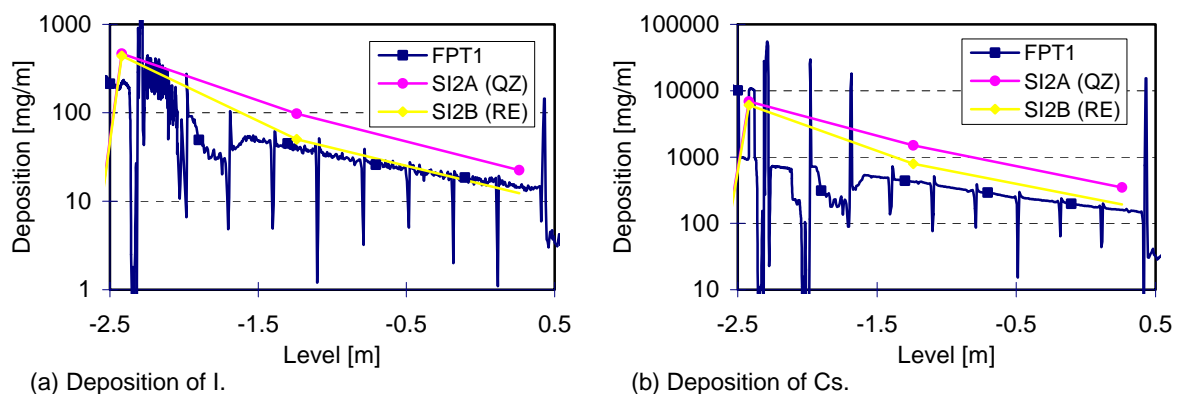 1000
100
10
1
Deposition [mg/m]
FPT1
SI2A (QZ)
SI2B (RE)
-2.5 -1.5 -0.5 0.5
Level [m]
(a) Deposition of I.
100000
10000
1000
100
10
Deposition [mg/m]
FPT1
SI2A (QZ)
SI2B (RE)
-2.5 -1.5 -0.5 0.5
Level [m]
(b) Deposition of Cs.